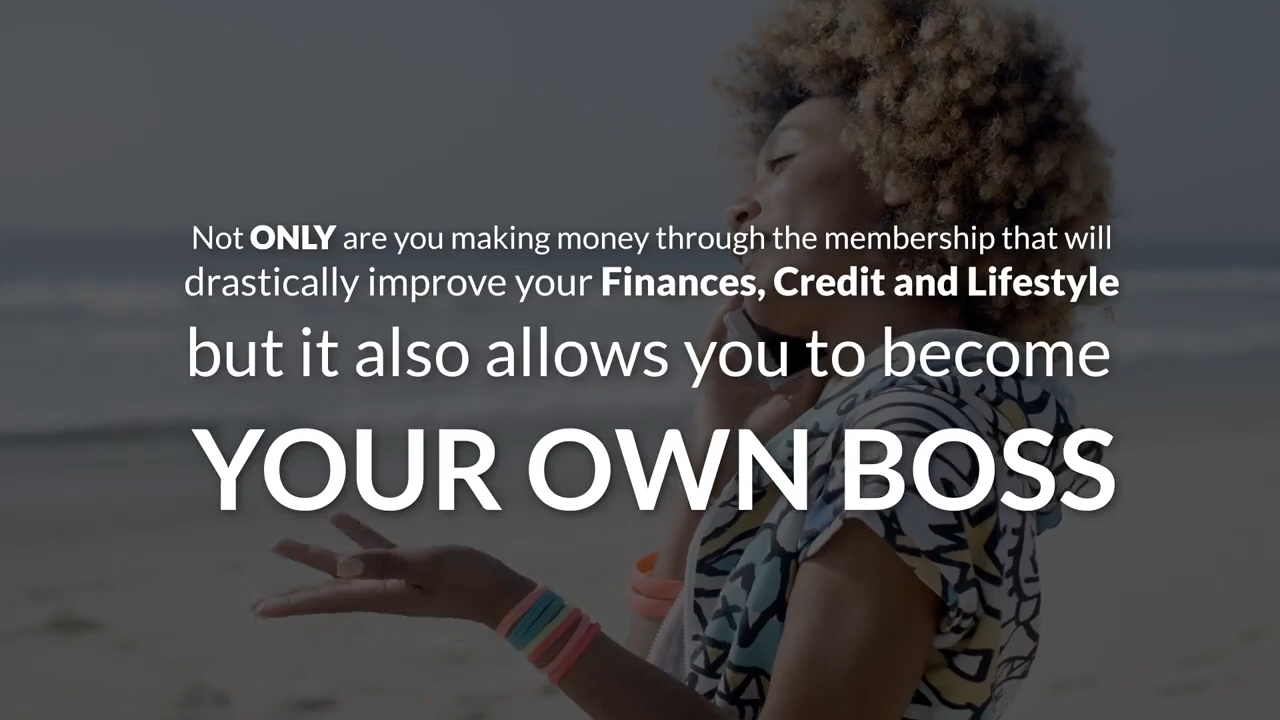 Not ONLY are you making money through the membership that will
drastically improve your Finances, Credit and Lifestyle
but it also allows you to become
YOUR OWN BOSS